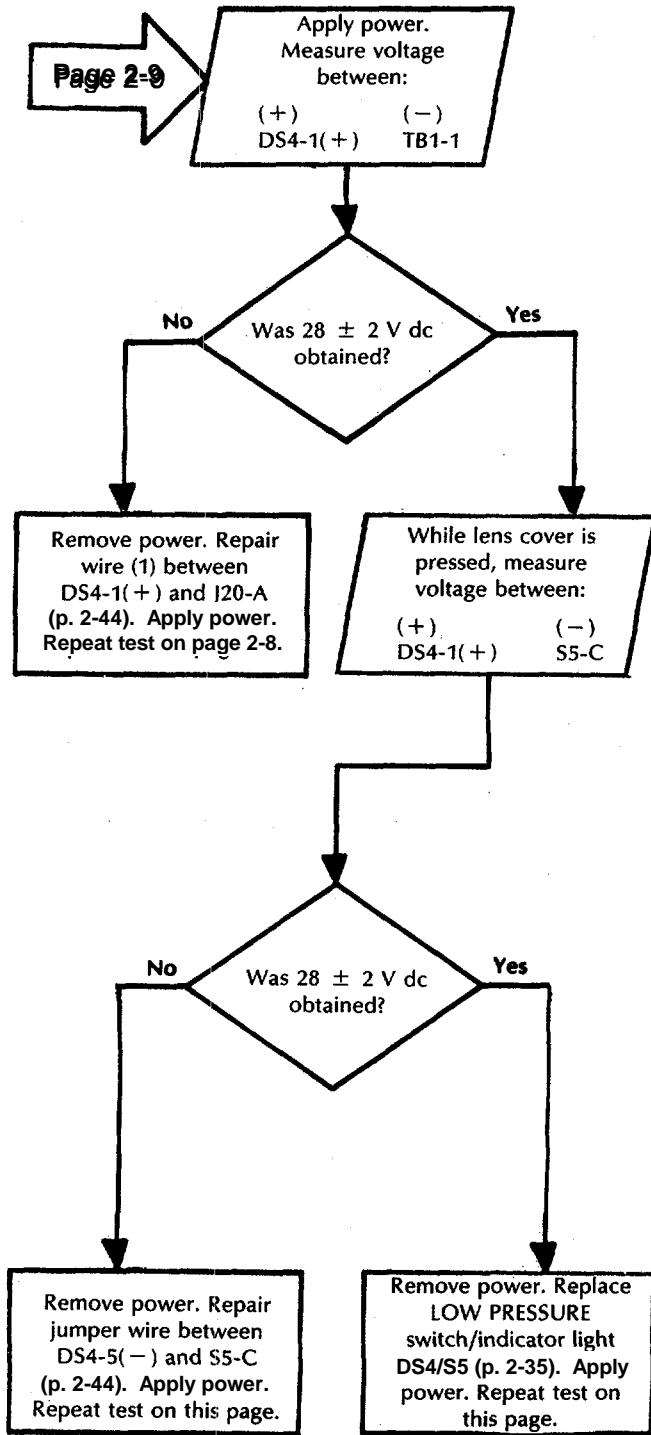 Page 2-9
Apply power.
Measure voltage
between:
(+) (−)
DS4-1(+) TB1-1
Was 28 ± 2 V dc
obtained?
No
Yes
Remove power. Repair
wire (1) between
DS4-1(+) and J20-A
(p. 2-44). Apply power.
Repeat test on page 2-8.
While lens cover is
pressed, measure
voltage between:
(+) (−)
DS4-1(+) S5-C
Was 28 ± 2 V dc
obtained?
No
Yes
Remove power. Repair
jumper wire between
DS4-5(−) and S5-C
(p. 2-44). Apply power.
Repeat test on this page.
Remove power. Replace
LOW PRESSURE
switch/indicator light
DS4/S5 (p. 2-35). Apply
power. Repeat test on
this page.